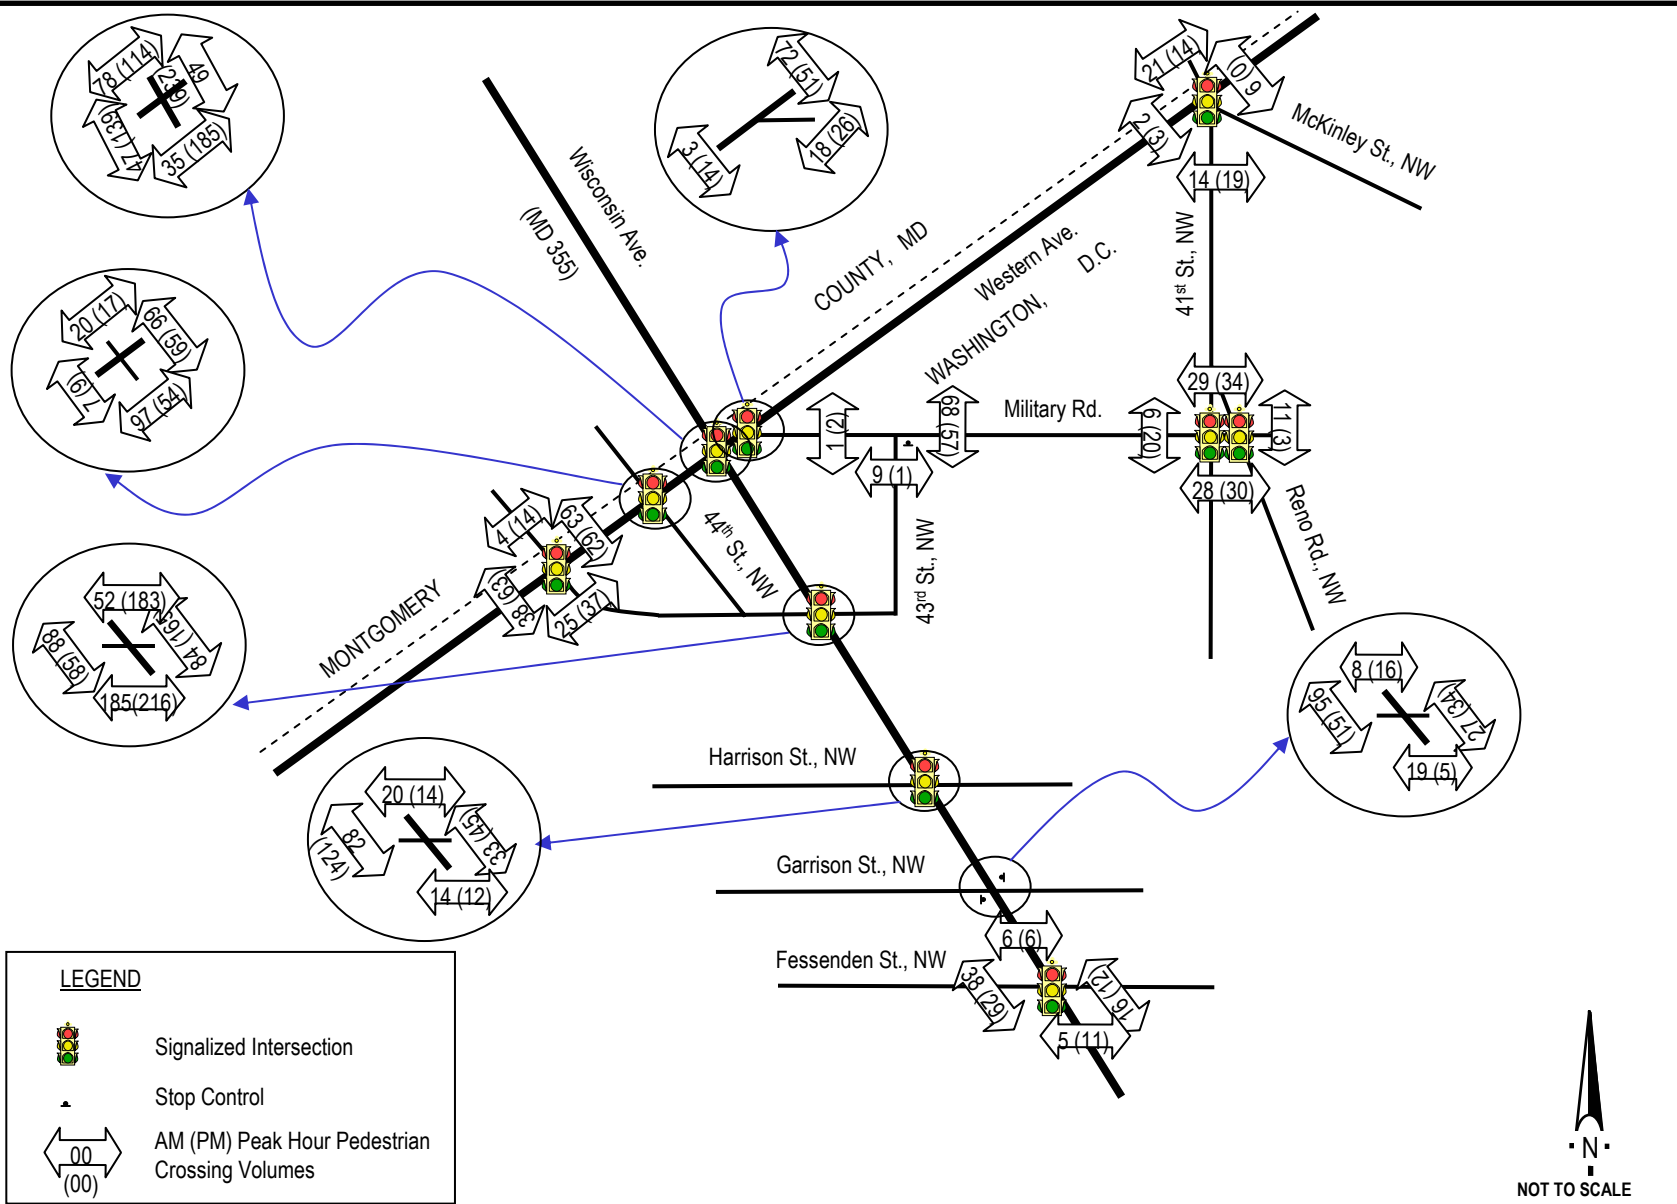 78 (114)
49
(239)
47 (139)
35 (185)
72 (51)
3 (14)
18 (26)
21 (14)
6 (0)
2 (3)
McKinley St., NW
14 (19)
41st St., NW
Wisconsin Ave.
(MD 355)
COUNTY, MD
Western Ave.
WASHINGTON, D.C.
20 (17)
66 (59)
97 (54)
29 (34)
1 (2)
68 (57)
Military Rd.
6 (20)
11 (3)
9 (1)
28 (30)
Reno Rd., NW
43rd St., NW
44th St., NW
4 (14)
63 (62)
38 (63)
25 (37)
MONTGOMERY
52 (183)
88 (58)
185(216)
8 (16)
95 (51)
27 (34)
19 (5)
Harrison St., NW
20 (14)
82
(124)
33 (45)
14 (12)
Garrison St., NW
6 (6)
Fessenden St., NW
38 (29)
16 (12)
5 (11)
LEGEND
Signalized Intersection
Stop Control
00
(00)
AM (PM) Peak Hour Pedestrian
Crossing Volumes
N
NOT TO SCALE